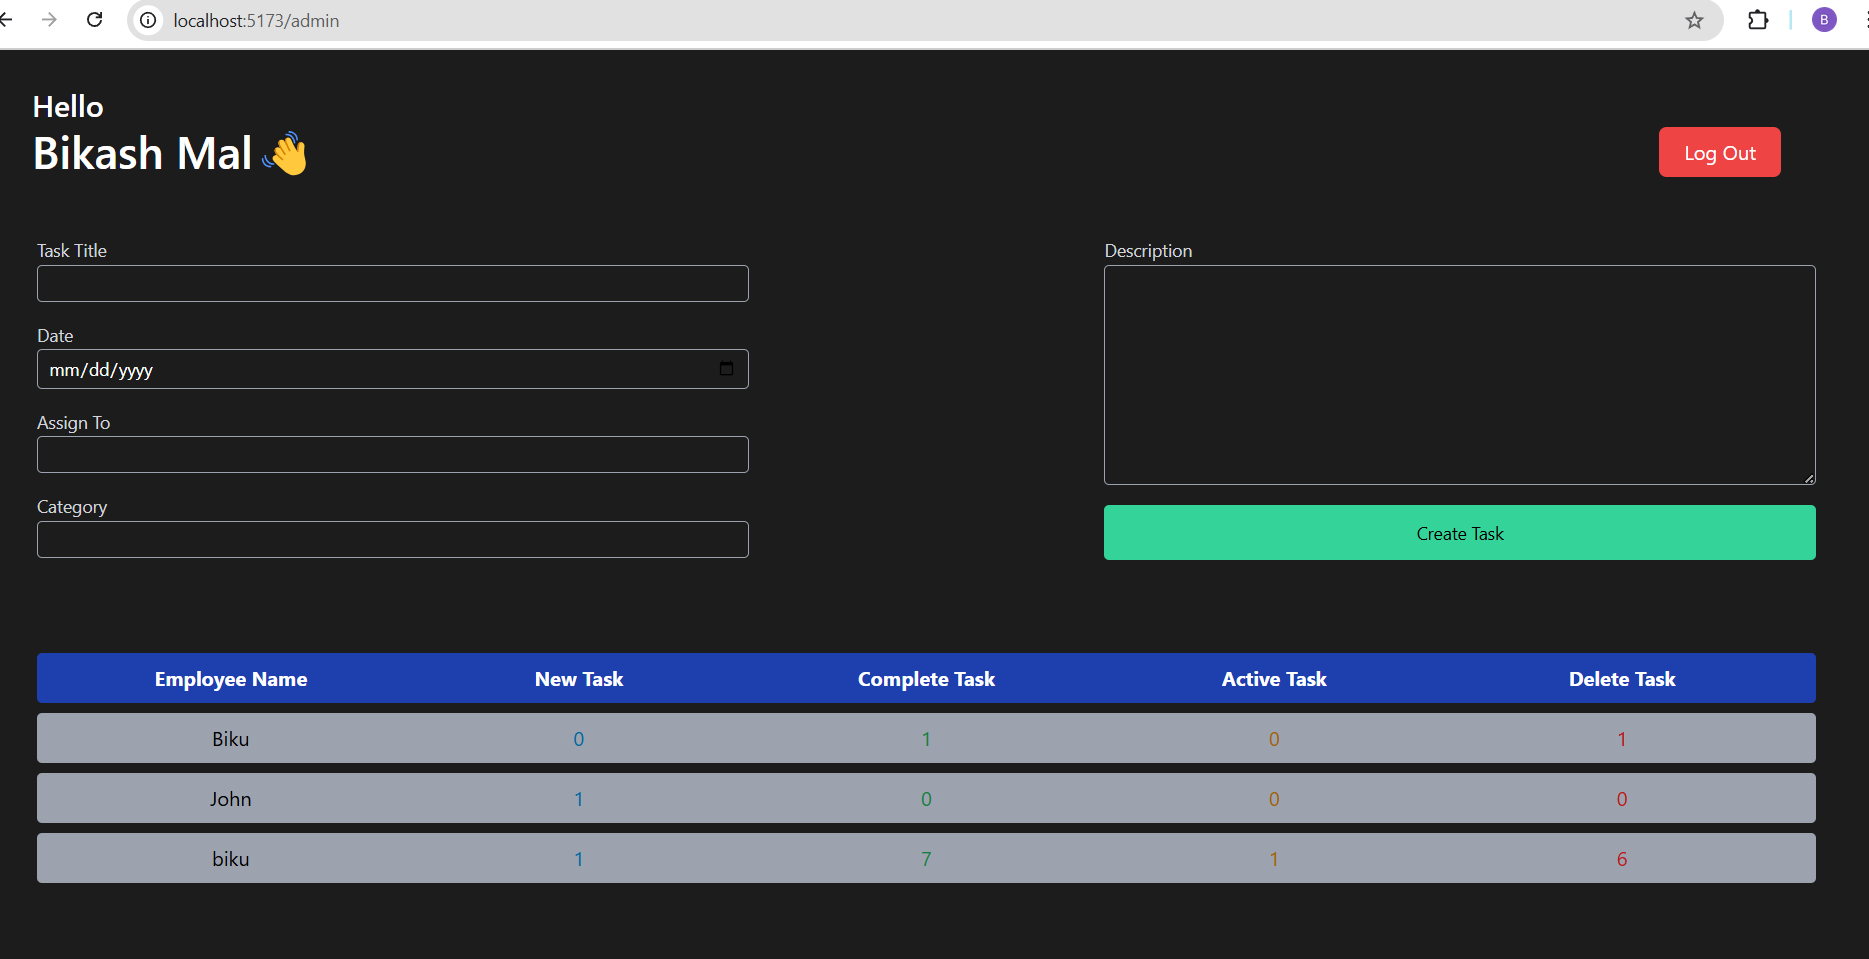 localhost:5173/admin
B
Hello
Bikash Mal 👋
Log Out
Task Title
Date
mm/dd/yyyy
Assign To
Category
Description
Create Task
Employee Name New Task Complete Task Active Task Delete Task
Biku 0 1 0 1
John 1 0 0 0
biku 1 7 1 6